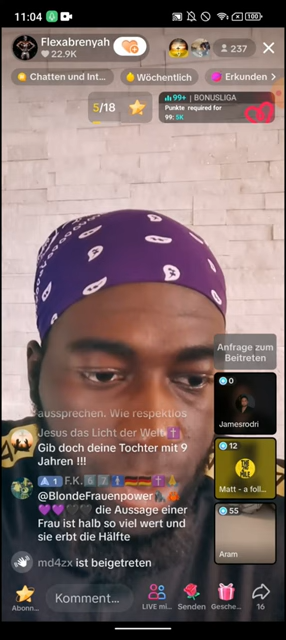 11:04
100
Flexabrenyah
22.9K
237
Chatten und Int...
Wöchentlich
Erkunden
5/18
99+ | BONUSLIGA
Punkte required for
99: 5K
Anfrage zum
Beitreten
0
Jamesrodri
12
Matt - a foll...
55
Aram
aussprechen. Wie respektlos
Jesus das Licht der Welt
Gib doch deine Tochter mit 9
Jahren !!!
F.K.
@BlondeFrauenpower
die Aussage einer
Frau ist halb so viel wert und
sie erbt die Hälfte
md4zx ist beigetreten
Abonn...
Komment...
LIVE mi...
Senden
Gesche...
16